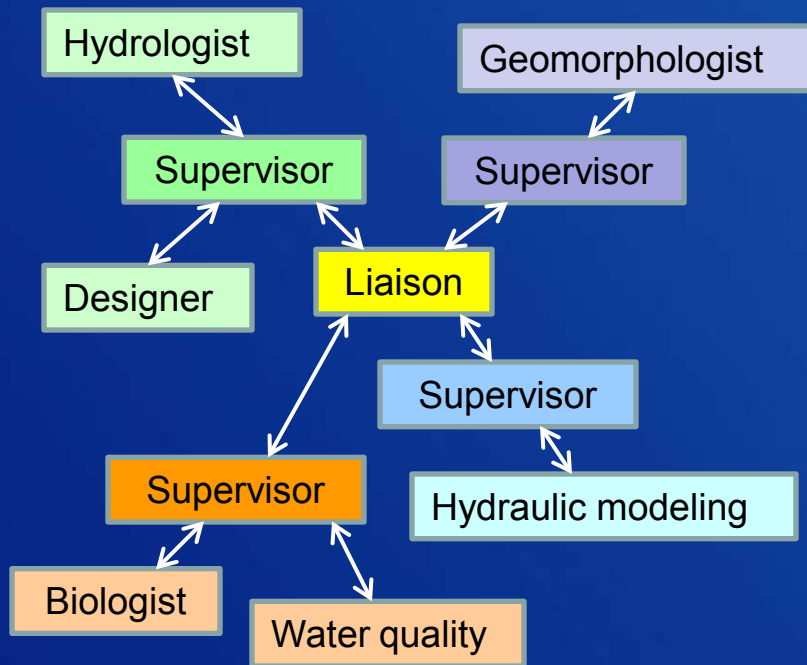 Hydrologist
Geomorphologist
Supervisor
Supervisor
Designer
Liaison
Supervisor
Supervisor
Hydraulic modeling
Biologist
Water quality